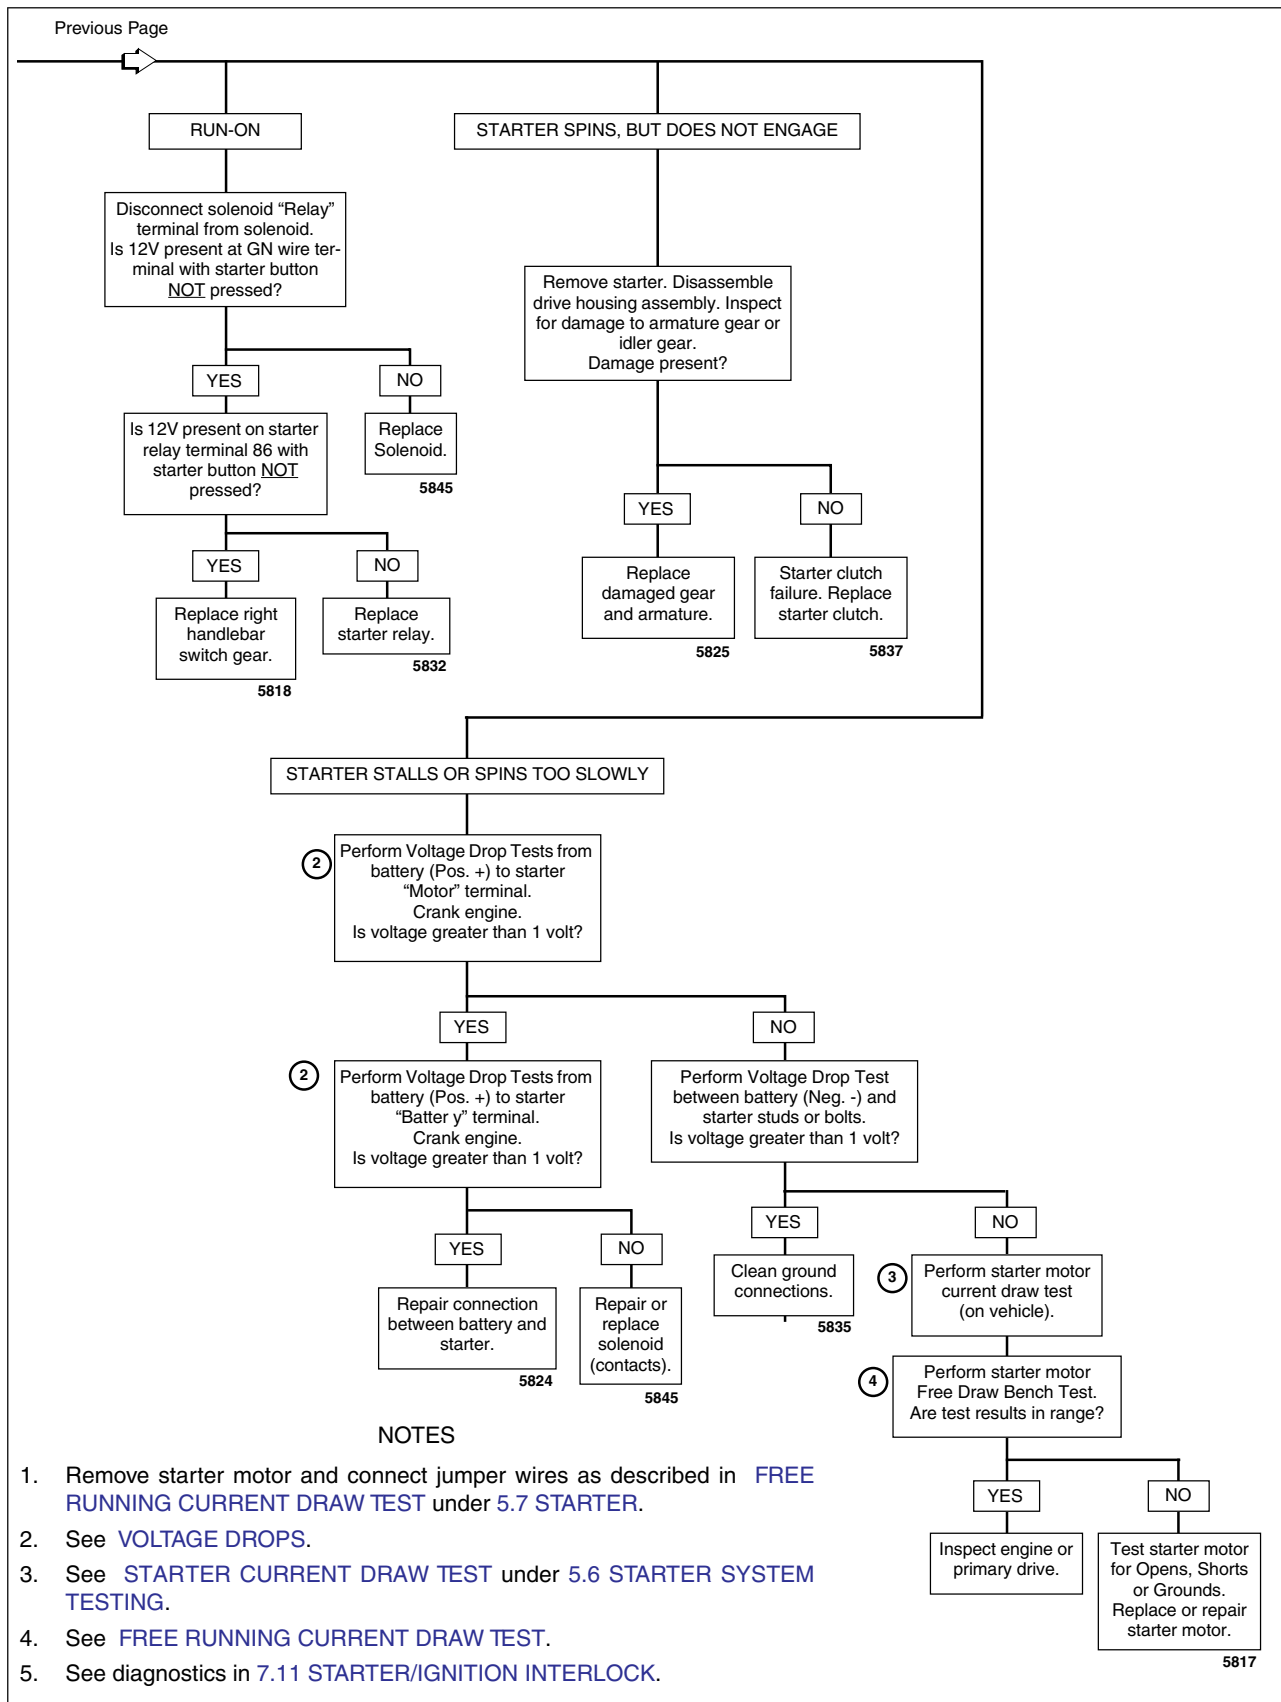 Previous Page
RUN-ON
STARTER SPINS, BUT DOES NOT ENGAGE
Disconnect solenoid “Relay”
terminal from solenoid.
Is 12V present at GN wire ter-
minal with starter button
NOT pressed?
Remove starter. Disassemble
drive housing assembly. Inspect
for damage to armature gear or
idler gear.
Damage present?
YES
NO
Is 12V present on starter
relay terminal 86 with
starter button NOT
pressed?
Replace
Solenoid.
5845
YES
NO
YES
NO
Replace right
handlebar
switch gear.
5818
Replace
starter relay.
5832
Replace
damaged gear
and armature.
5825
Starter clutch
failure. Replace
starter clutch.
5837
STARTER STALLS OR SPINS TOO SLOWLY
2
Perform Voltage Drop Tests from
battery (Pos. +) to starter
“Motor” terminal.
Crank engine.
Is voltage greater than 1 volt?
YES
NO
2
Perform Voltage Drop Tests from
battery (Pos. +) to starter
“Batter y” terminal.
Crank engine.
Is voltage greater than 1 volt?
Perform Voltage Drop Test
between battery (Neg. -) and
starter studs or bolts.
Is voltage greater than 1 volt?
YES
NO
YES
NO
Repair connection
between battery and
starter.
5824
Repair or
replace
solenoid
(contacts).
5845
Clean ground
connections.
5835
3
Perform starter motor
current draw test
(on vehicle).
4
Perform starter motor
Free Draw Bench Test.
Are test results in range?
YES
NO
Inspect engine or
primary drive.
Test starter motor
for Opens, Shorts
or Grounds.
Replace or repair
starter motor.
5817
NOTES
1. Remove starter motor and connect jumper wires as described in FREE
RUNNING CURRENT DRAW TEST under 5.7 STARTER.
2. See VOLTAGE DROPS.
3. See STARTER CURRENT DRAW TEST under 5.6 STARTER SYSTEM
TESTING.
4. See FREE RUNNING CURRENT DRAW TEST.
5. See diagnostics in 7.11 STARTER/IGNITION INTERLOCK.